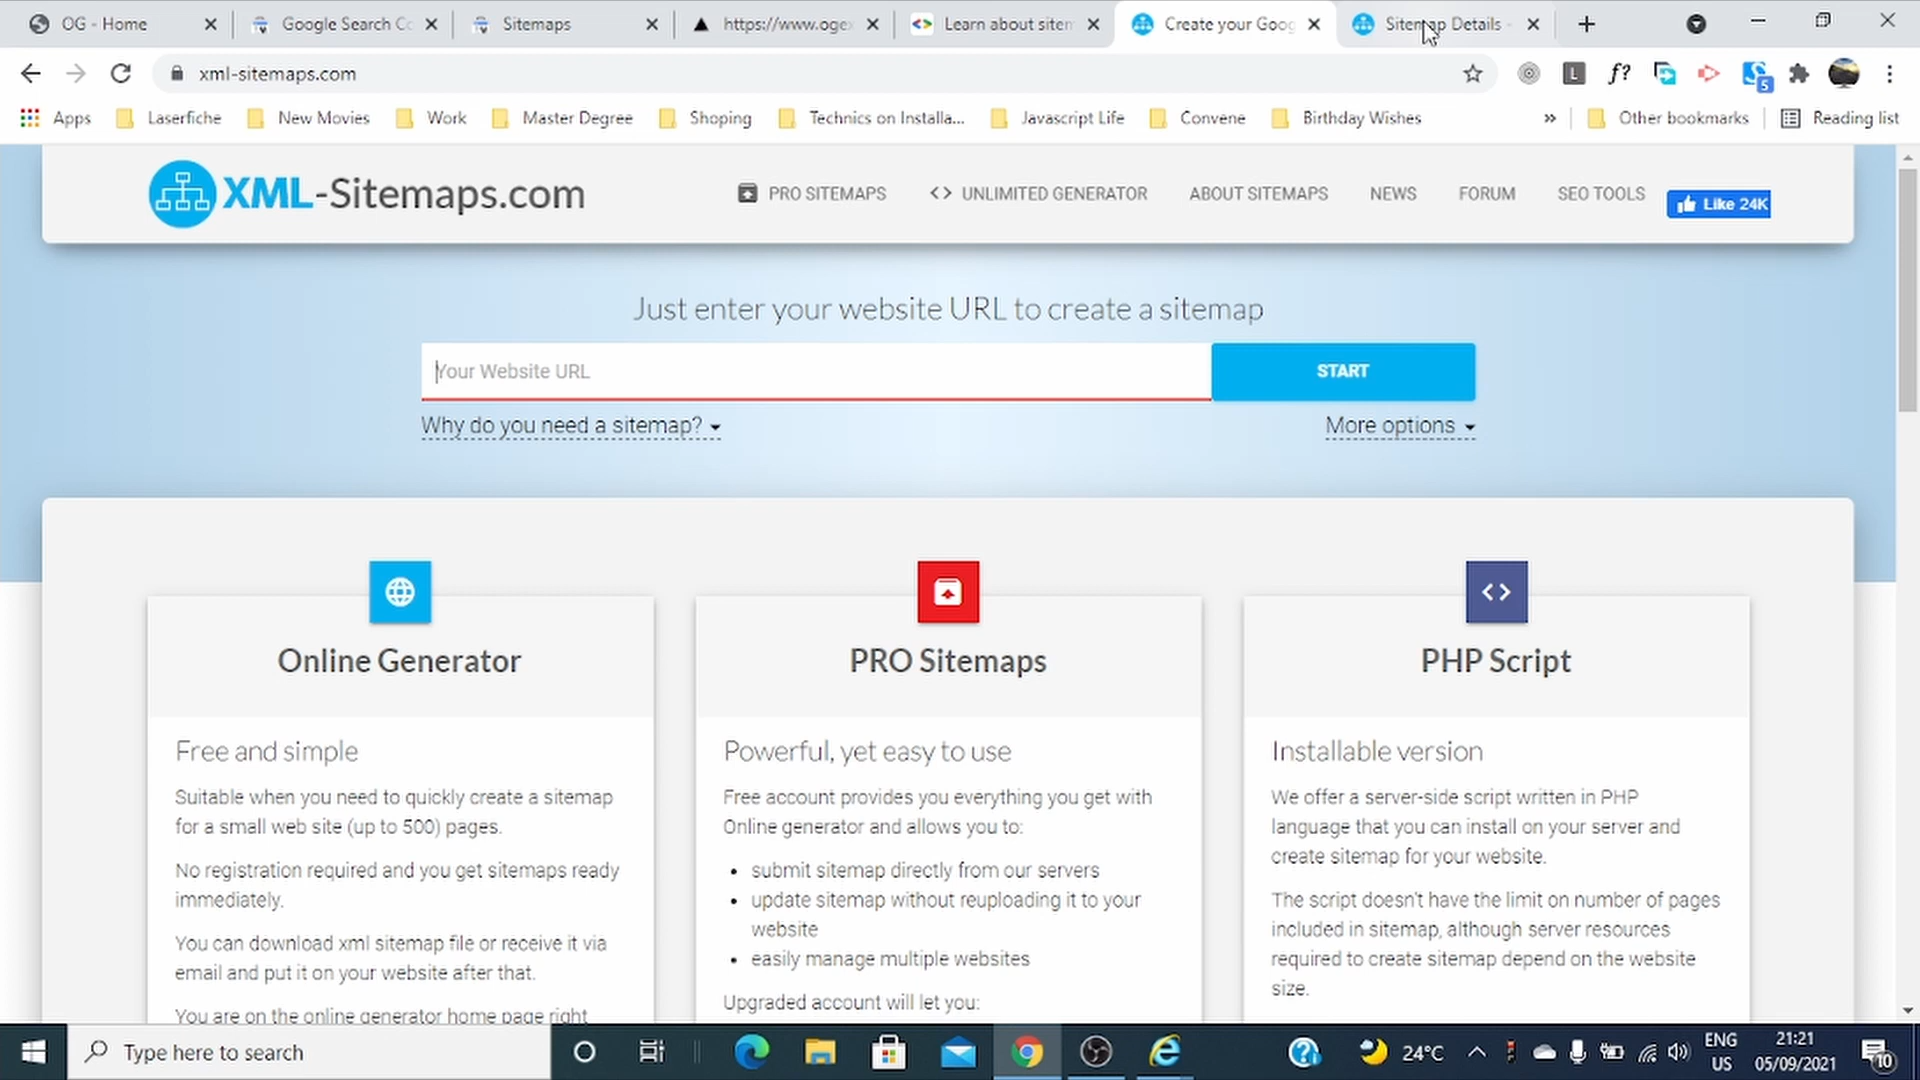 OG - Home
Google Search Co
Sitemaps
https://www.oge
Learn about sitem
Create your Goog
Sitemap Details -
xml-sitemaps.com
L
f?
5
Apps
Laserfiche
New Movies
Work
Master Degree
Shoping
Technics on Installa...
Javascript Life
Convene
Birthday Wishes
»
Other bookmarks
Reading list
XML-Sitemaps.com
PRO SITEMAPS
<> UNLIMITED GENERATOR
ABOUT SITEMAPS
NEWS
FORUM
SEO TOOLS
Like 24K
Just enter your website URL to create a sitemap
Your Website URL
START
Why do you need a sitemap?
More options
Online Generator
Free and simple
Suitable when you need to quickly create a sitemap
for a small web site (up to 500) pages.
No registration required and you get sitemaps ready
immediately.
You can download xml sitemap file or receive it via
email and put it on your website after that.
You are on the online generator home page right
PRO Sitemaps
Powerful, yet easy to use
Free account provides you everything you get with
Online generator and allows you to:
• submit sitemap directly from our servers
• update sitemap without reuploading it to your
website
• easily manage multiple websites
Upgraded account will let you:
<>
PHP Script
Installable version
We offer a server-side script written in PHP
language that you can install on your server and
create sitemap for your website.
The script doesn't have the limit on number of pages
included in sitemap, although server resources
required to create sitemap depend on the website
size.
Type here to search
24°C
ENG
US
21:21
05/09/2021
10